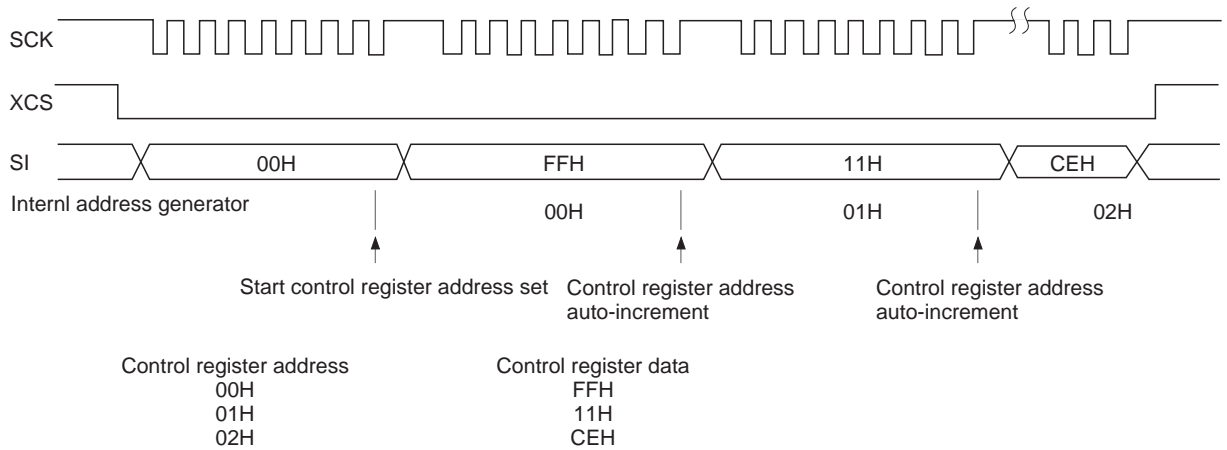 SCK
XCS
SI
00H
FFH
11H
CEH
Internl address generator
00H
01H
02H
Start control register address set
Control register address
auto-increment
Control register address
auto-increment
Control register address
Control register data
00H
FFH
01H
11H
02H
CEH